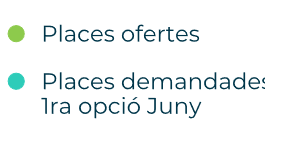 Places ofertes
Places demandades
1ra opció Juny